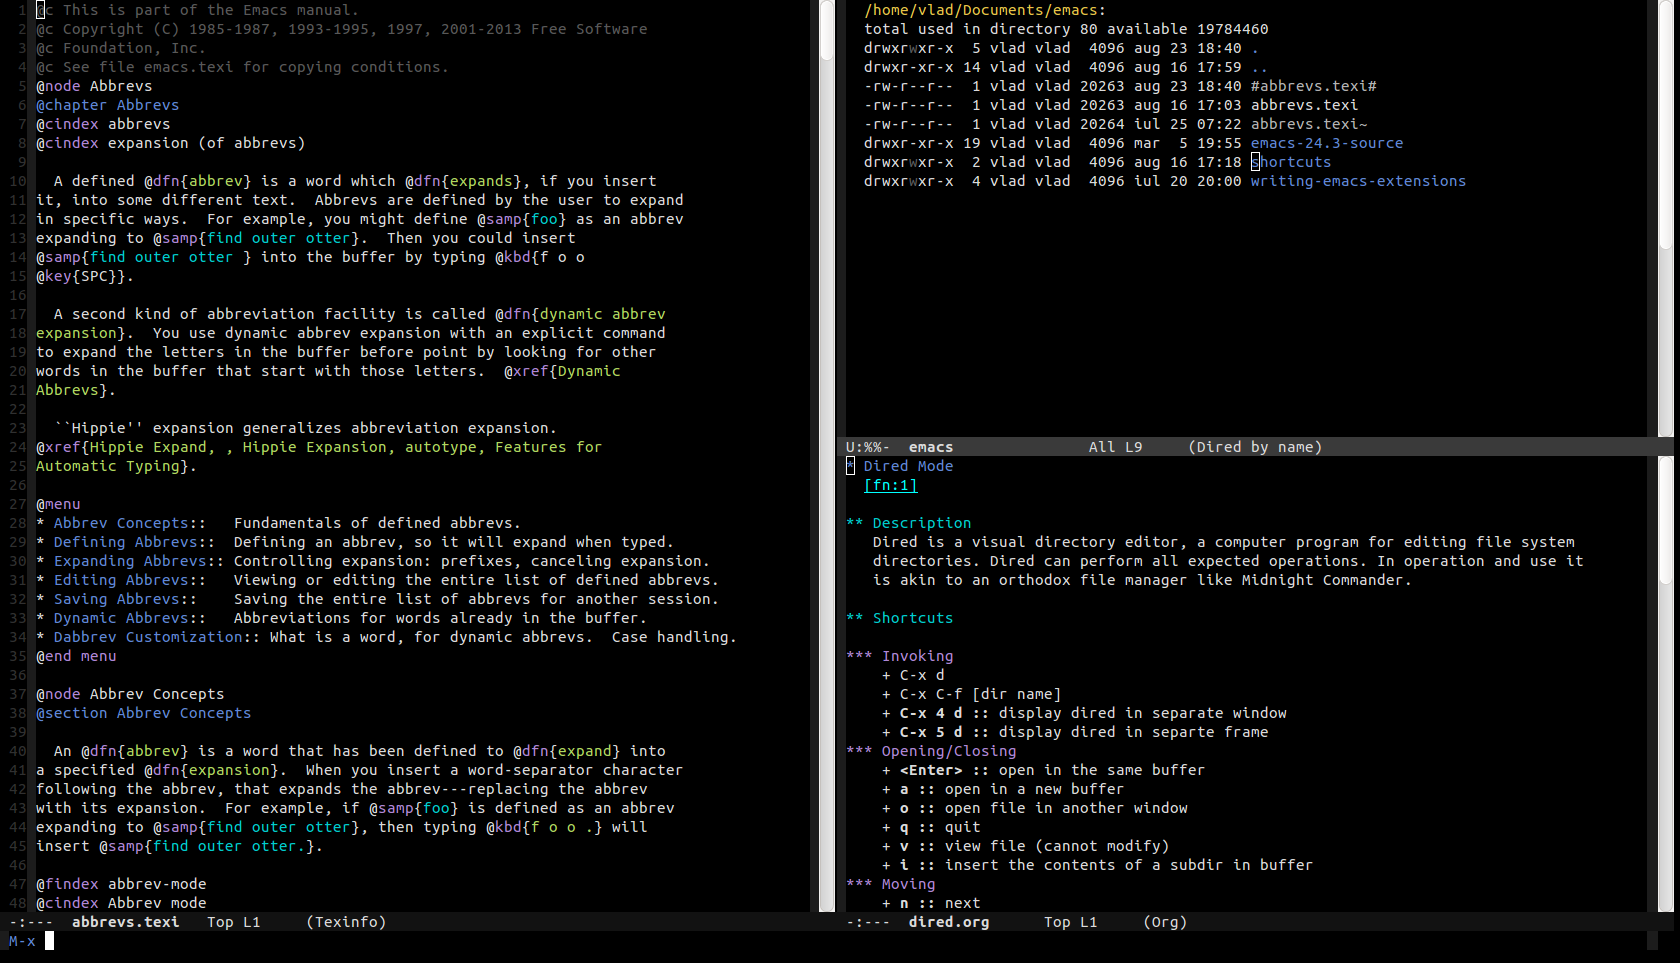 1 @c This is part of the Emacs manual.
2 @c Copyright (C) 1985-1987, 1993-1995, 1997, 2001-2013 Free Software
3 @c Foundation, Inc.
4 @c See file emacs.texi for copying conditions.
5 @node Abbrevs
6 @chapter Abbrevs
7 @cindex abbrevs
8 @cindex expansion (of abbrevs)
9
10   A defined @dfn{abbrev} is a word which @dfn{expands}, if you insert
11 it, into some different text.  Abbrevs are defined by the user to expand
12 in specific ways.  For example, you might define @samp{foo} as an abbrev
13 expanding to @samp{find outer otter}.  Then you could insert
14 @samp{find outer otter } into the buffer by typing @kbd{f o o
15 @key{SPC}}.
16
17   A second kind of abbreviation facility is called @dfn{dynamic abbrev
18 expansion}.  You use dynamic abbrev expansion with an explicit command
19 to expand the letters in the buffer before point by looking for other
20 words in the buffer that start with those letters.  @xref{Dynamic
21 Abbrevs}.
22
23   ``Hippie'' expansion generalizes abbreviation expansion.
24 @xref{Hippie Expand, , Hippie Expansion, autotype, Features for
25 Automatic Typing}.
26
27 @menu
28 * Abbrev Concepts::   Fundamentals of defined abbrevs.
29 * Defining Abbrevs::  Defining an abbrev, so it will expand when typed.
30 * Expanding Abbrevs:: Controlling expansion: prefixes, canceling expansion.
31 * Editing Abbrevs::   Viewing or editing the entire list of defined abbrevs.
32 * Saving Abbrevs::    Saving the entire list of abbrevs for another session.
33 * Dynamic Abbrevs::   Abbreviations for words already in the buffer.
34 * Dabbrev Customization:: What is a word, for dynamic abbrevs.  Case handling.
35 @end menu
36
37 @node Abbrev Concepts
38 @section Abbrev Concepts
39
40   An @dfn{abbrev} is a word that has been defined to @dfn{expand} into
41 a specified @dfn{expansion}.  When you insert a word-separator character
42 following the abbrev, that expands the abbrev---replacing the abbrev
43 with its expansion.  For example, if @samp{foo} is defined as an abbrev
44 expanding to @samp{find outer otter}, then typing @kbd{f o o .} will
45 insert @samp{find outer otter.}.
46
47 @findex abbrev-mode
48 @cindex Abbrev mode
-:---  abbrevs.texi   Top L1     (Texinfo)
M-x
/home/vlad/Documents/emacs:
total used in directory 80 available 19784460
drwxrwxr-x  5 vlad vlad  4096 aug 23 18:40 .
drwxr-xr-x 14 vlad vlad  4096 aug 16 17:59 ..
-rw-r--r--  1 vlad vlad 20263 aug 23 18:40 #abbrevs.texi#
-rw-r--r--  1 vlad vlad 20263 aug 16 17:03 abbrevs.texi
-rw-r--r--  1 vlad vlad 20264 iul 25 07:22 abbrevs.texi~
drwxr-xr-x 19 vlad vlad  4096 mar  5 19:55 emacs-24.3-source
drwxrwxr-x  2 vlad vlad  4096 aug 16 17:18 shortcuts
drwxrwxr-x  4 vlad vlad  4096 iul 20 20:00 writing-emacs-extensions
U:%%-  emacs               All L9     (Dired by name)
* Dired Mode
[fn:1]
** Description
Dired is a visual directory editor, a computer program for editing file system
directories. Dired can perform all expected operations. In operation and use it
is akin to an orthodox file manager like Midnight Commander.
** Shortcuts
*** Invoking
+ C-x d
+ C-x C-f [dir name]
+ C-x 4 d :: display dired in separate window
+ C-x 5 d :: display dired in separte frame
*** Opening/Closing
+ <Enter> :: open in the same buffer
+ a :: open in a new buffer
+ o :: open file in another window
+ q :: quit
+ v :: view file (cannot modify)
+ i :: insert the contents of a subdir in buffer
*** Moving
+ n :: next
-:---  dired.org      Top L1     (Org)